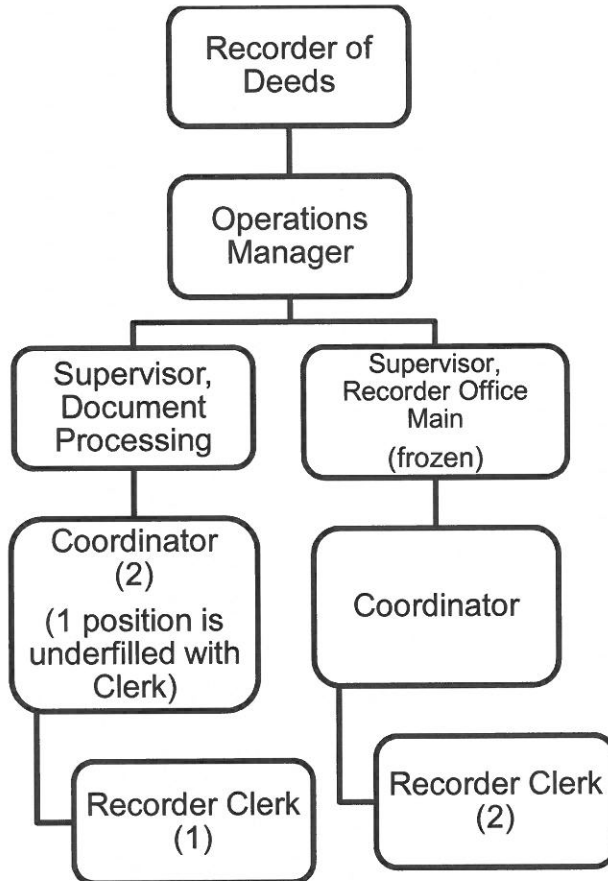 Recorder of
Deeds
Operations
Manager
Supervisor,
Document
Processing
Supervisor,
Recorder Office
Main
(frozen)
Coordinator
(2)
(1 position is
underfilled with
Clerk)
Coordinator
Recorder Clerk
(1)
Recorder Clerk
(2)